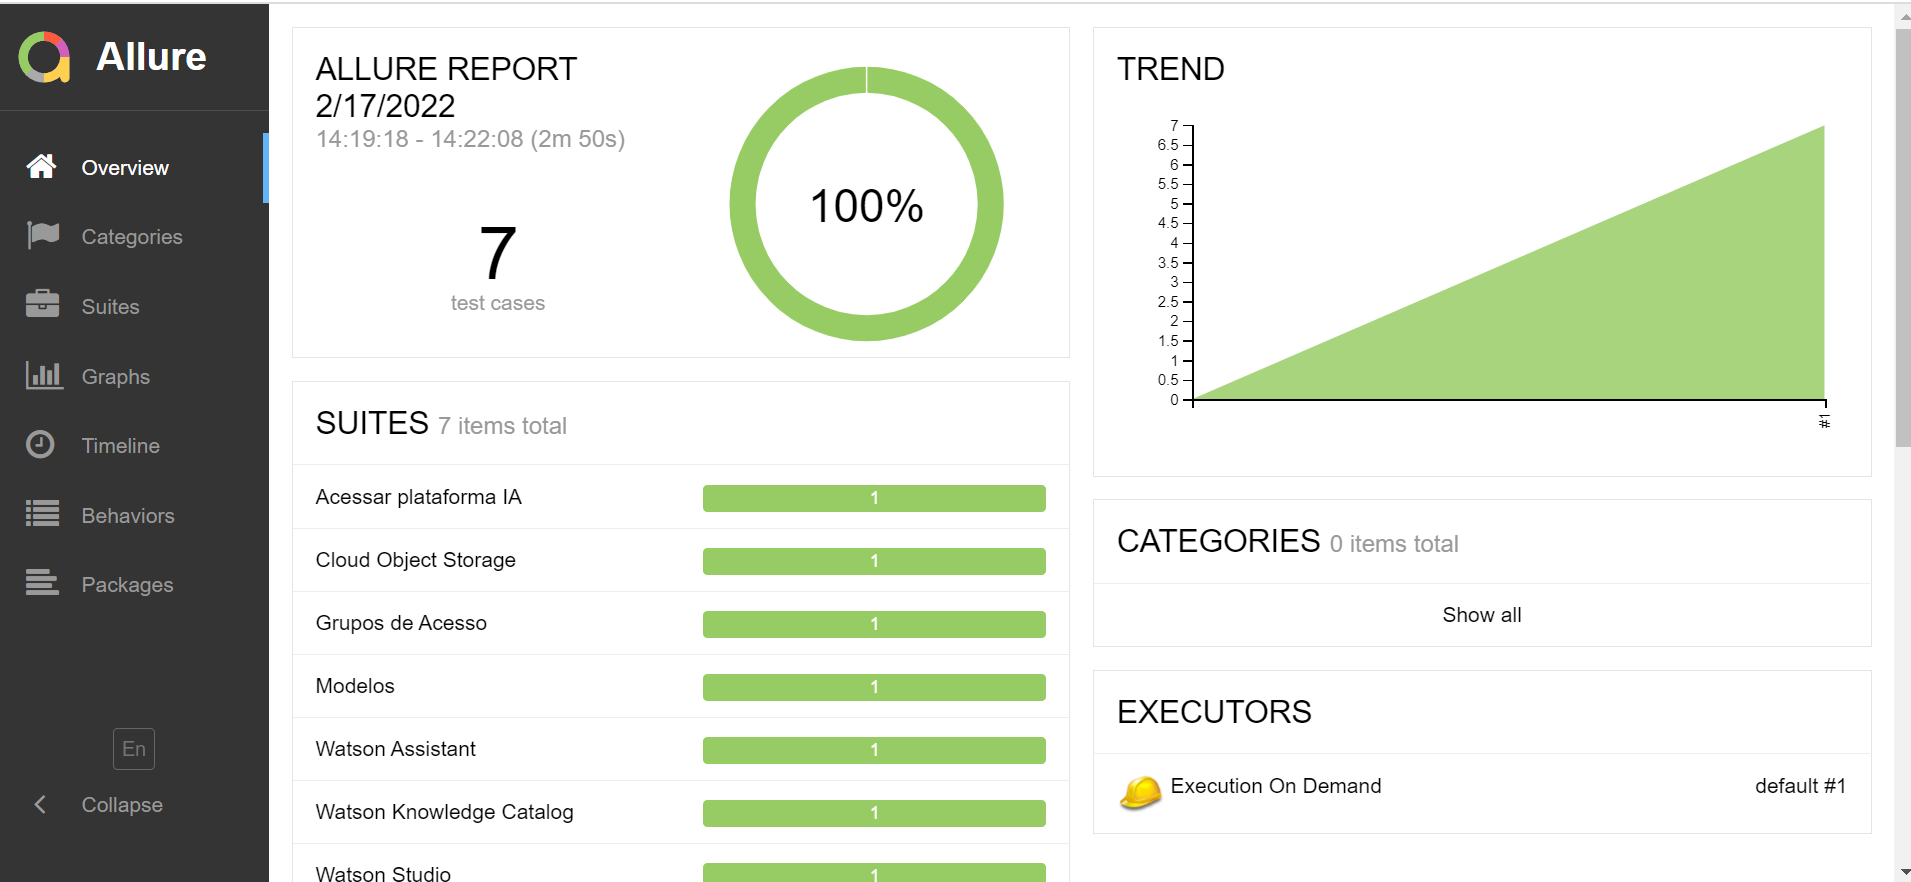 Allure
Overview
Categories
Suites
Graphs
Timeline
Behaviors
Packages
En
Collapse
ALLURE REPORT
2/17/2022
14:19:18 - 14:22:08 (2m 50s)
7
test cases
100%
SUITES 7 items total
Acessar plataforma IA 1
Cloud Object Storage 1
Grupos de Acesso 1
Modelos 1
Watson Assistant 1
Watson Knowledge Catalog 1
Watson Studio 1
TREND
7
6.5
6
5.5
5
4.5
4
3.5
3
2.5
2
1.5
1
0.5
0
#1
CATEGORIES 0 items total
Show all
EXECUTORS
Execution On Demand default #1